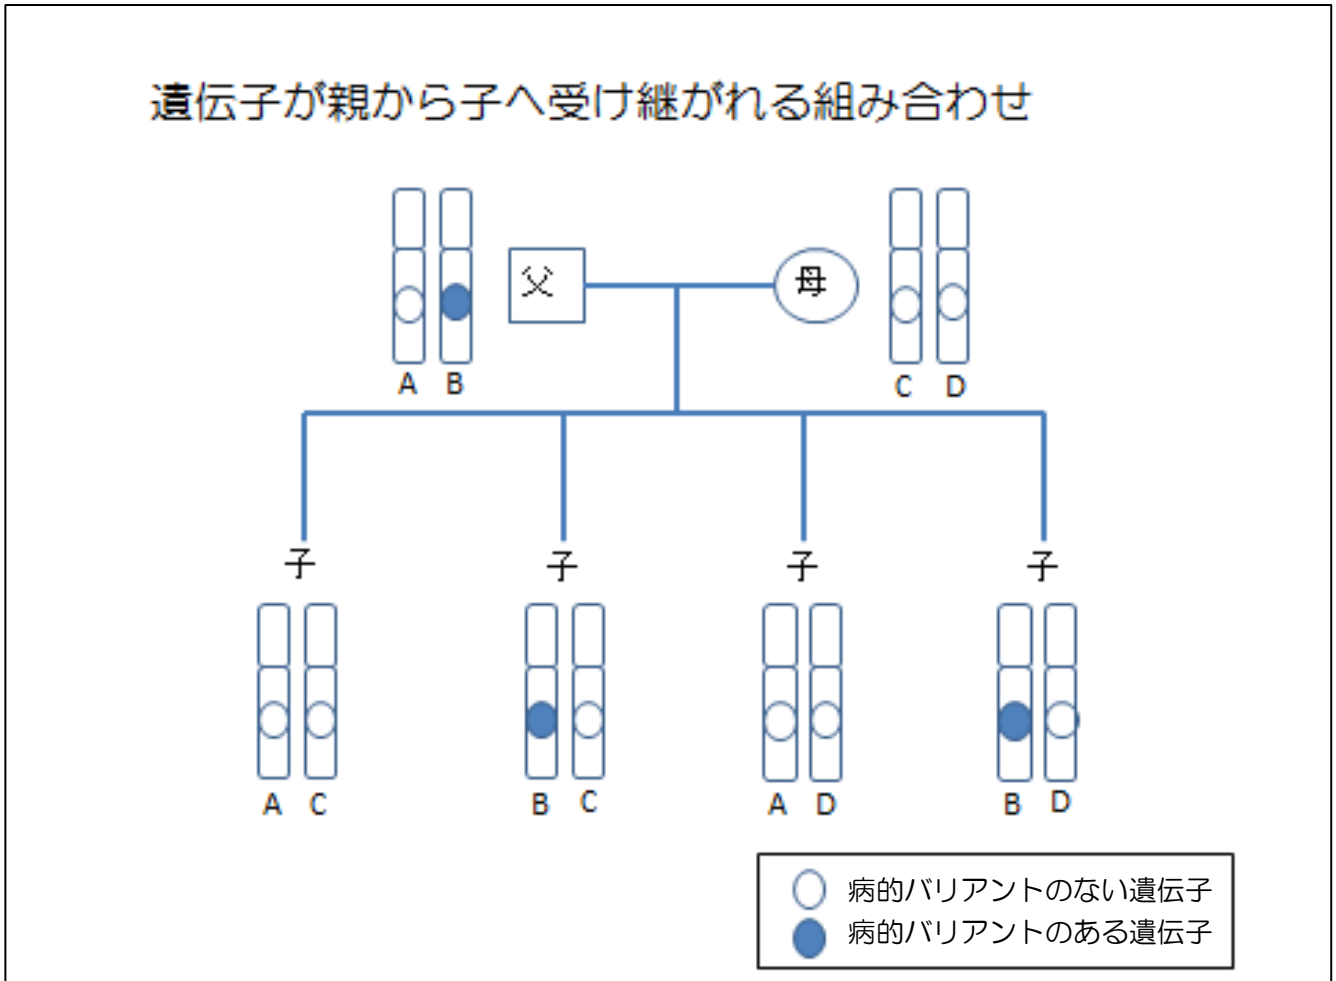 遺伝子が親から子へ受け継がれる組み合わせ
父
母
A B
C D
子 子 子 子
A C B C A D B D
病的バリアントのない遺伝子
病的バリアントのある遺伝子